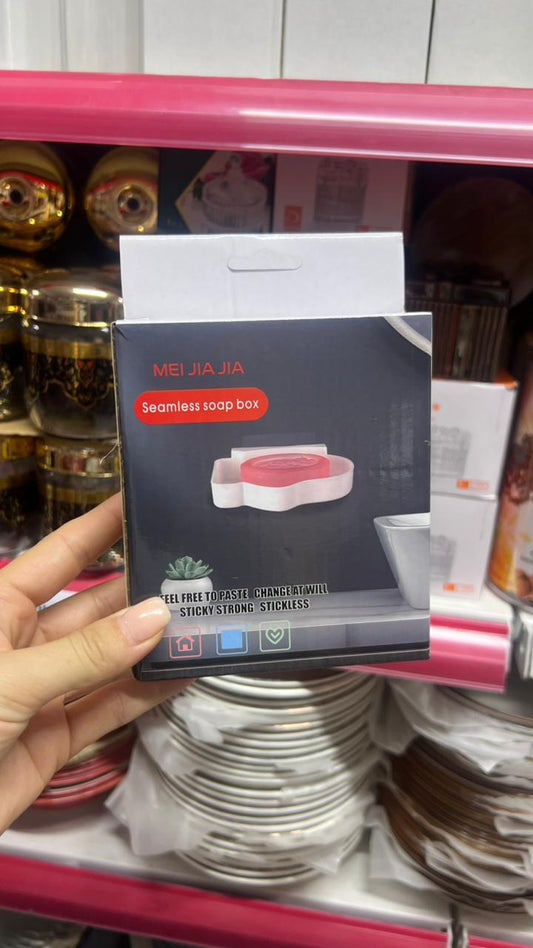 MEI JIA JIA
Seamless soap box
FEEL FREE TO PASTE CHANGE AT WILL
STICKY STRONG STICKLESS